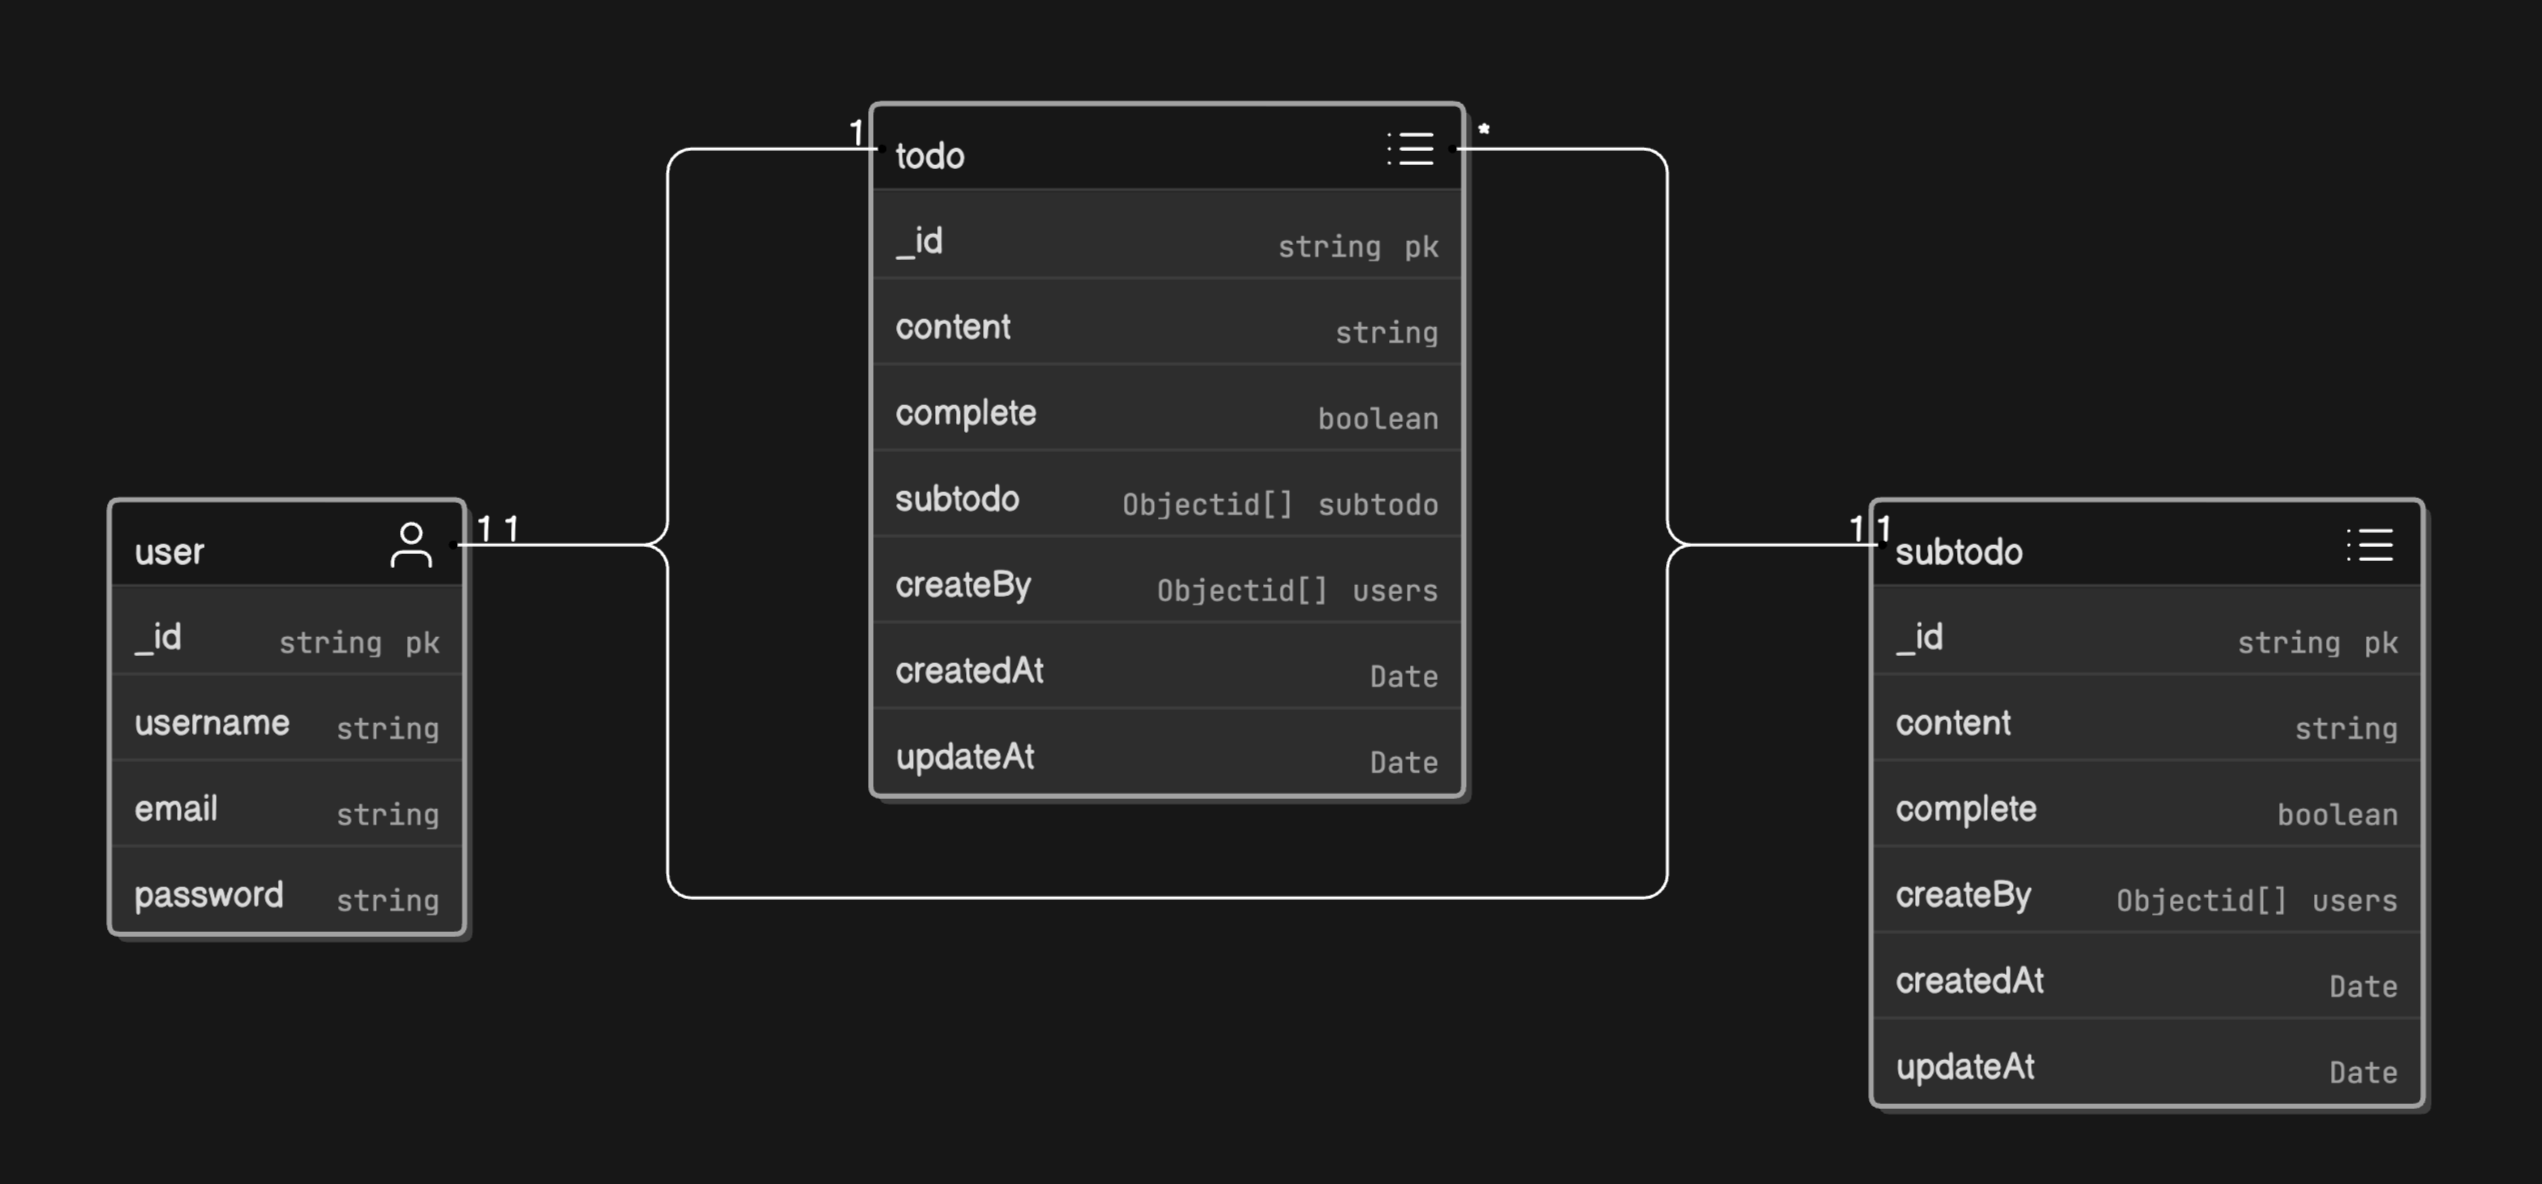 user
1 1
_id string pk
username string
email string
password string
1
todo
*
_id string pk
content string
complete boolean
subtodo Objectid[] subtodo
createBy Objectid[] users
createdAt Date
updateAt Date
1 1
subtodo
_id string pk
content string
complete boolean
createBy Objectid[] users
createdAt Date
updateAt Date